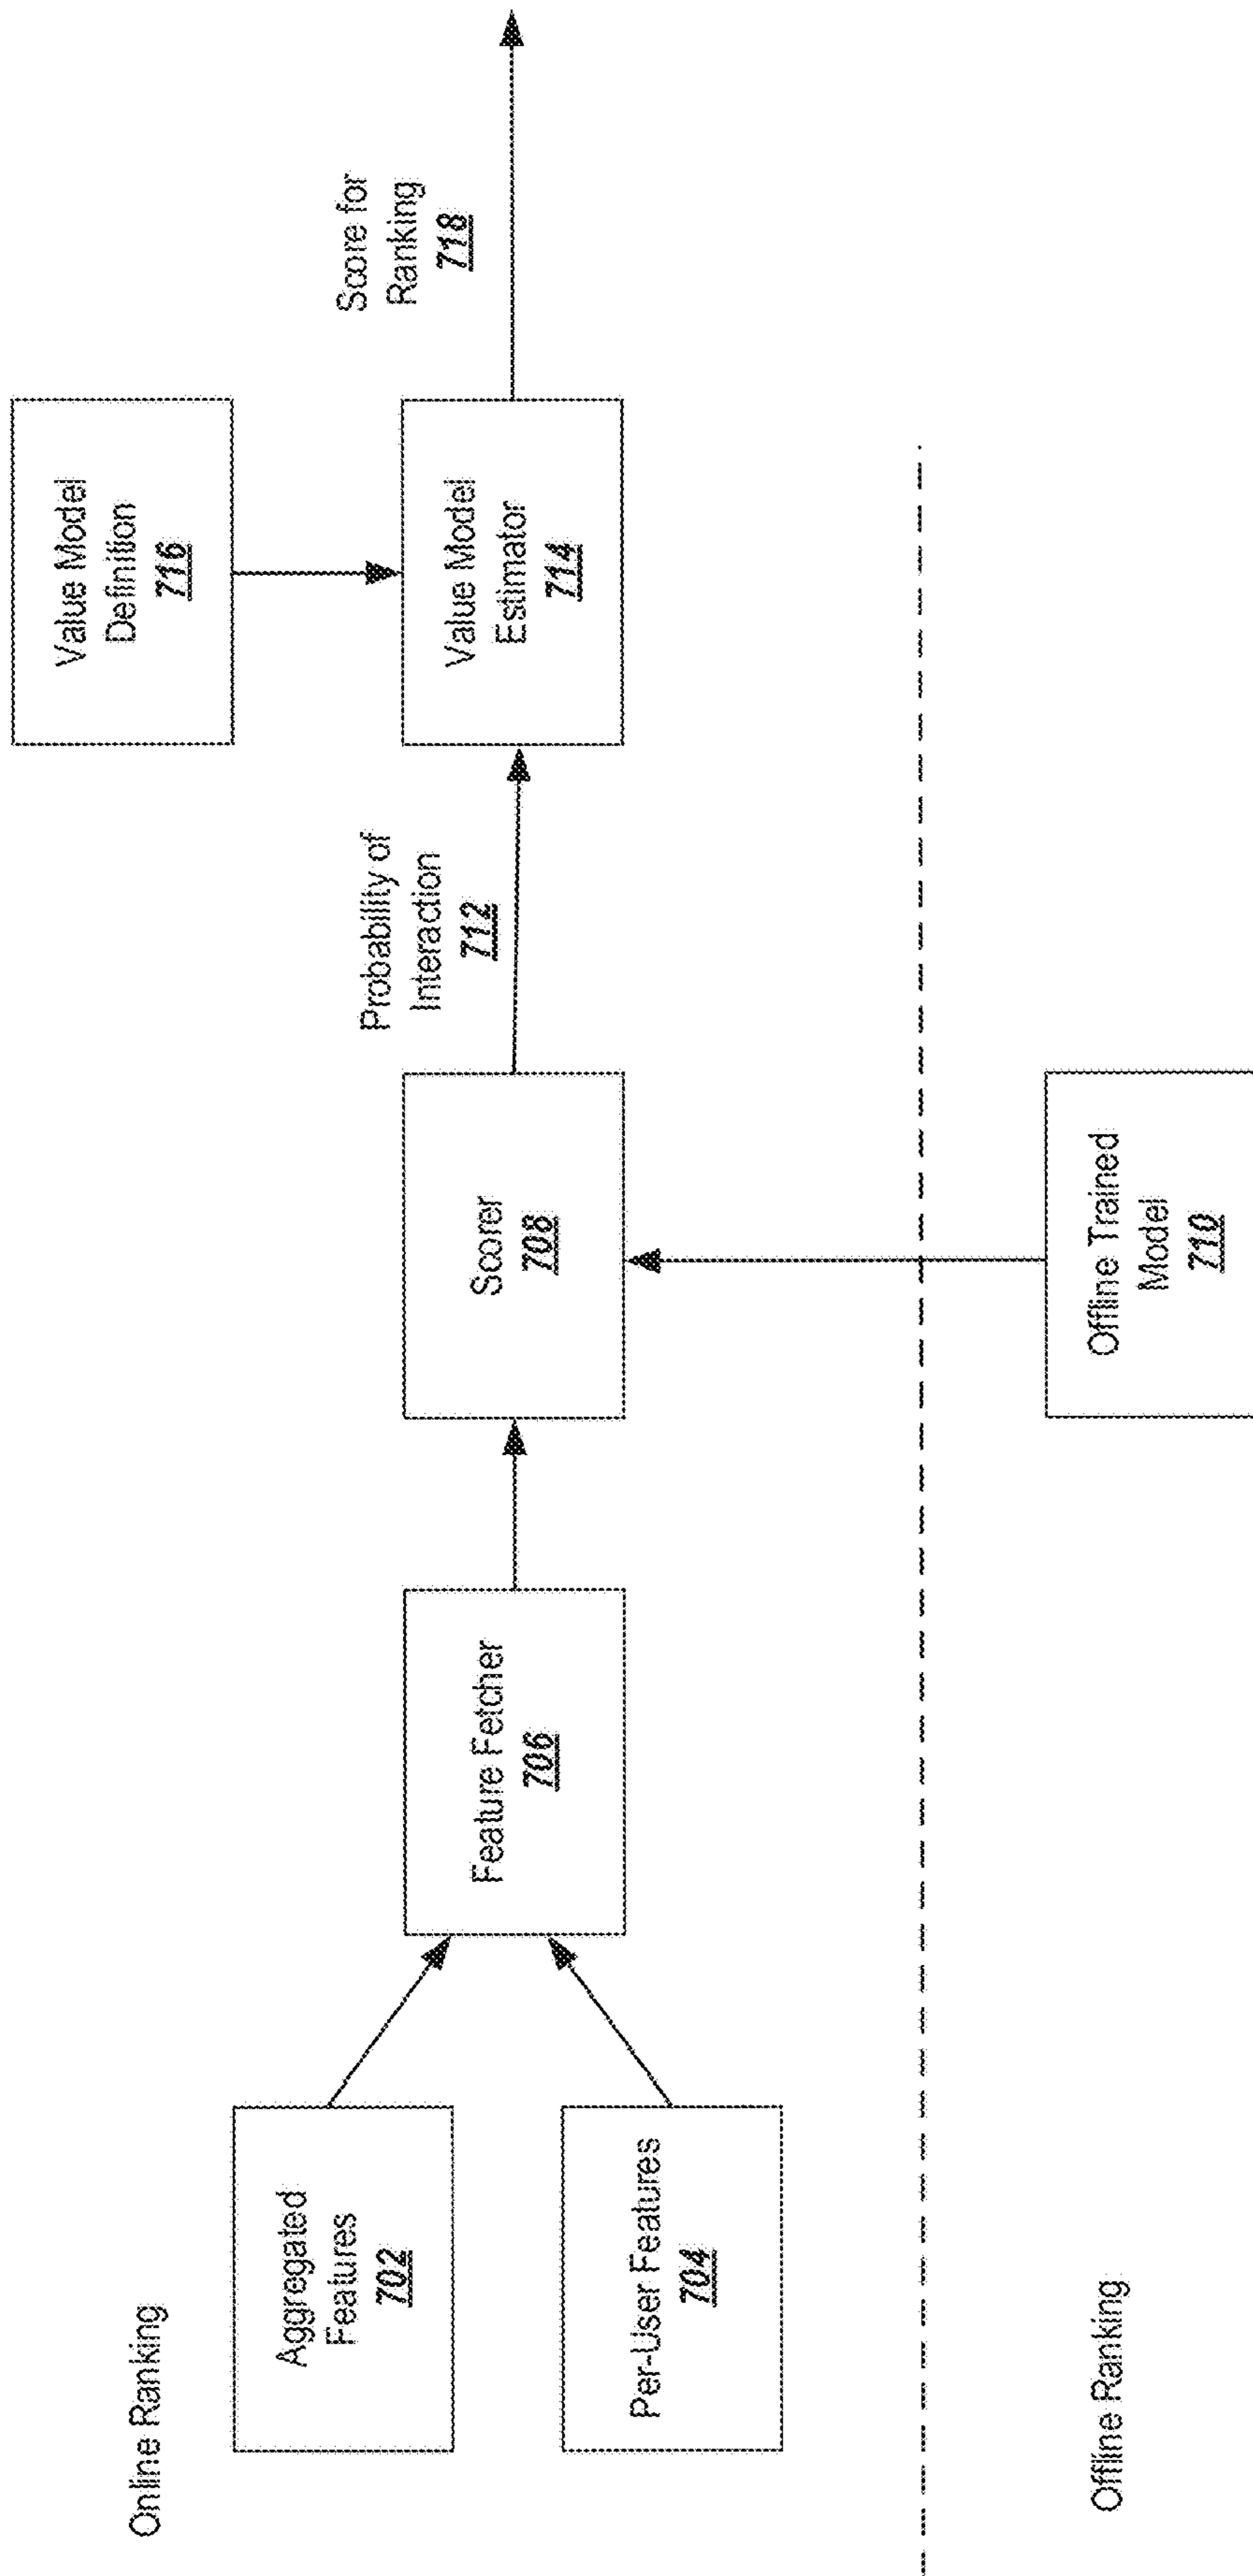 Online Ranking
Aggregated
Features
702
Per-User Features
704
Feature Fetcher
706
Scorer
708
Probability of
Interaction
712
Value Model
Definition
716
Value Model
Estimator
714
Score for
Ranking
718
Offline Ranking
Offline Trained
Model
710